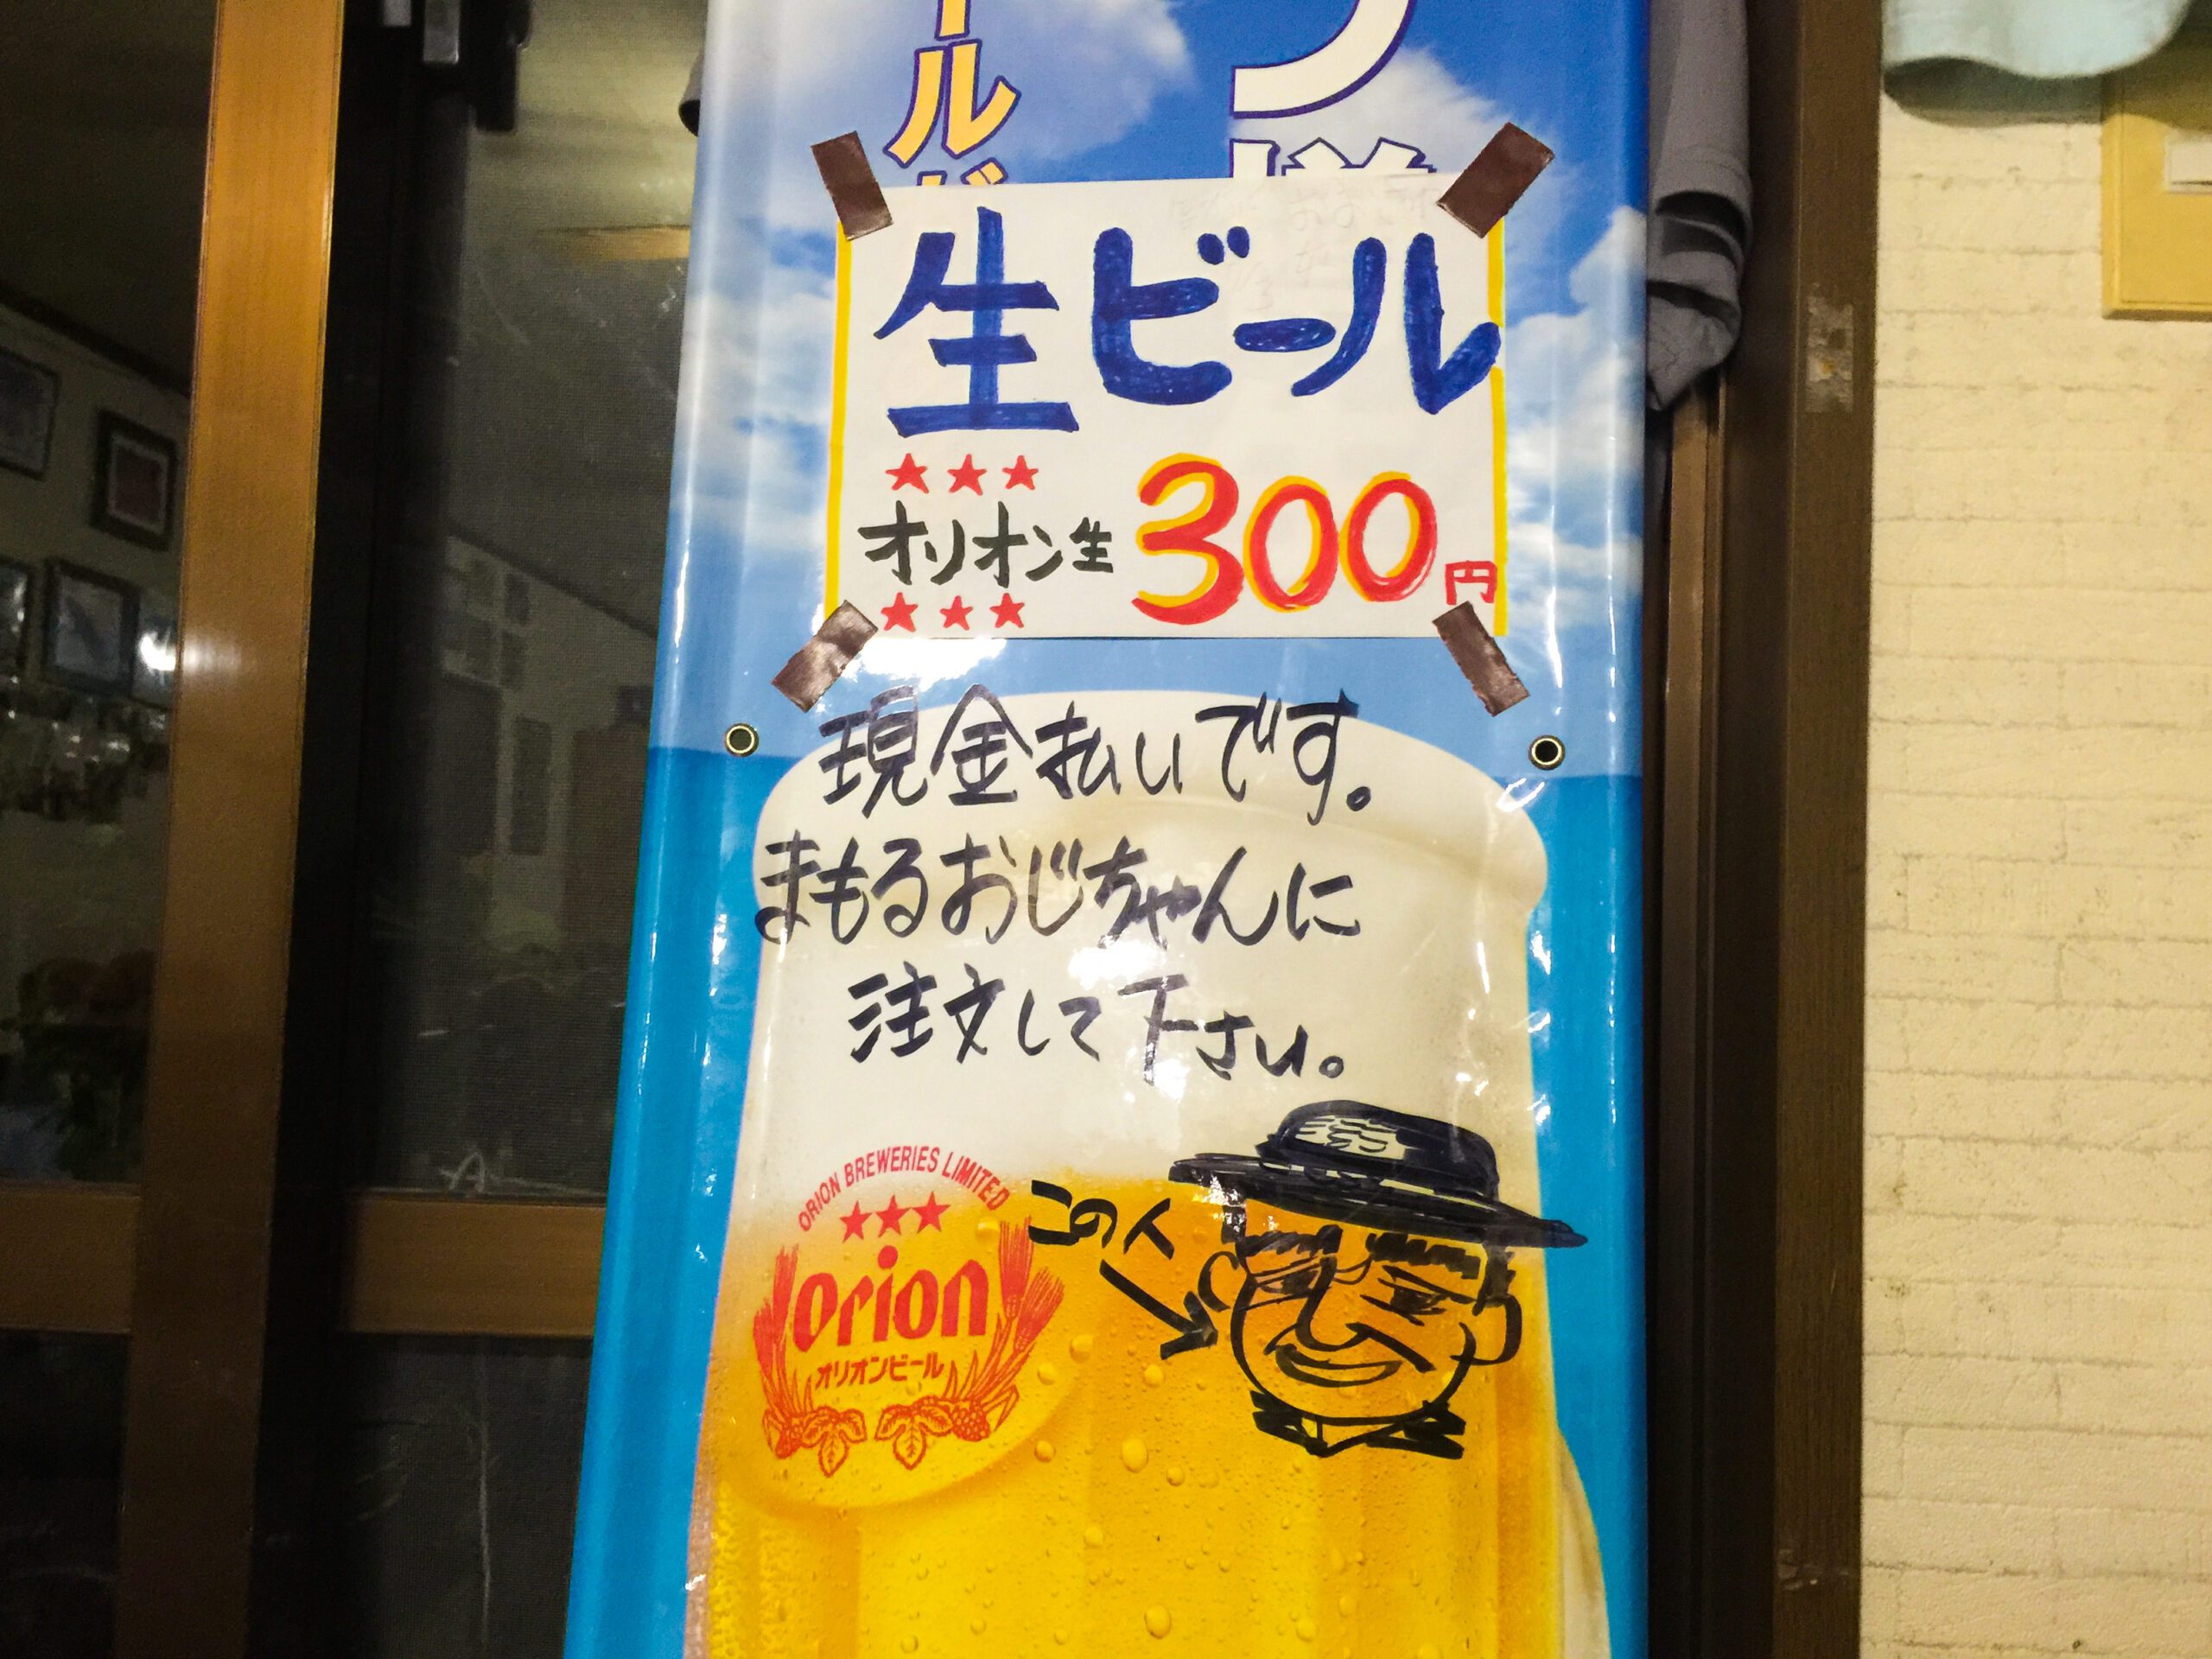 生ビール
★★★
オリオン生 300円
★★★
現金払いです。
まもるおじちゃんに
注文して下さい。
この人
ORION BREWERIES LIMITED
★★★
Orion
オリオンビール